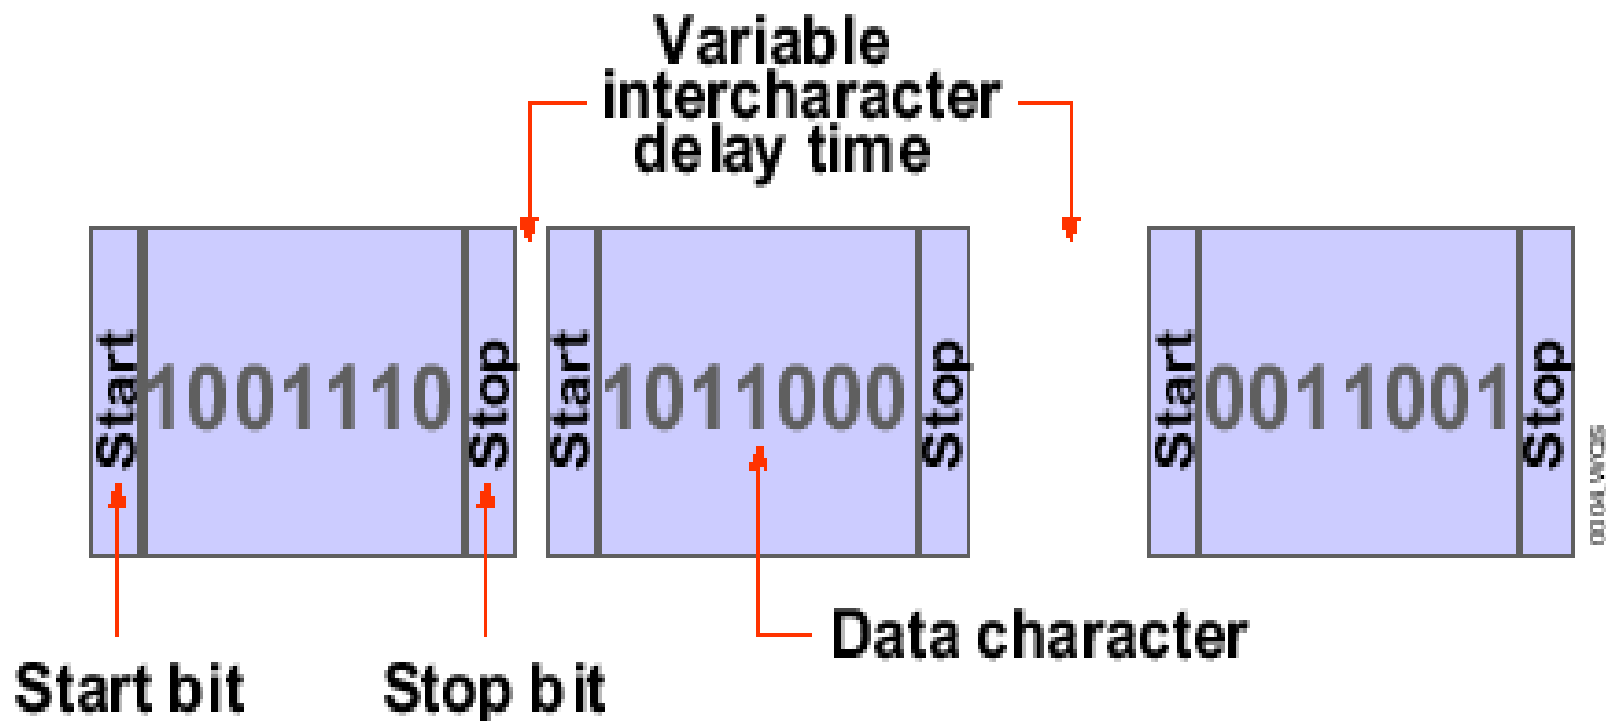 Variable
intercharacter
delay time
Start
1001110
Stop
Start
1011000
Stop
Start
0011001
Stop
Data character
Start bit
Stop bit